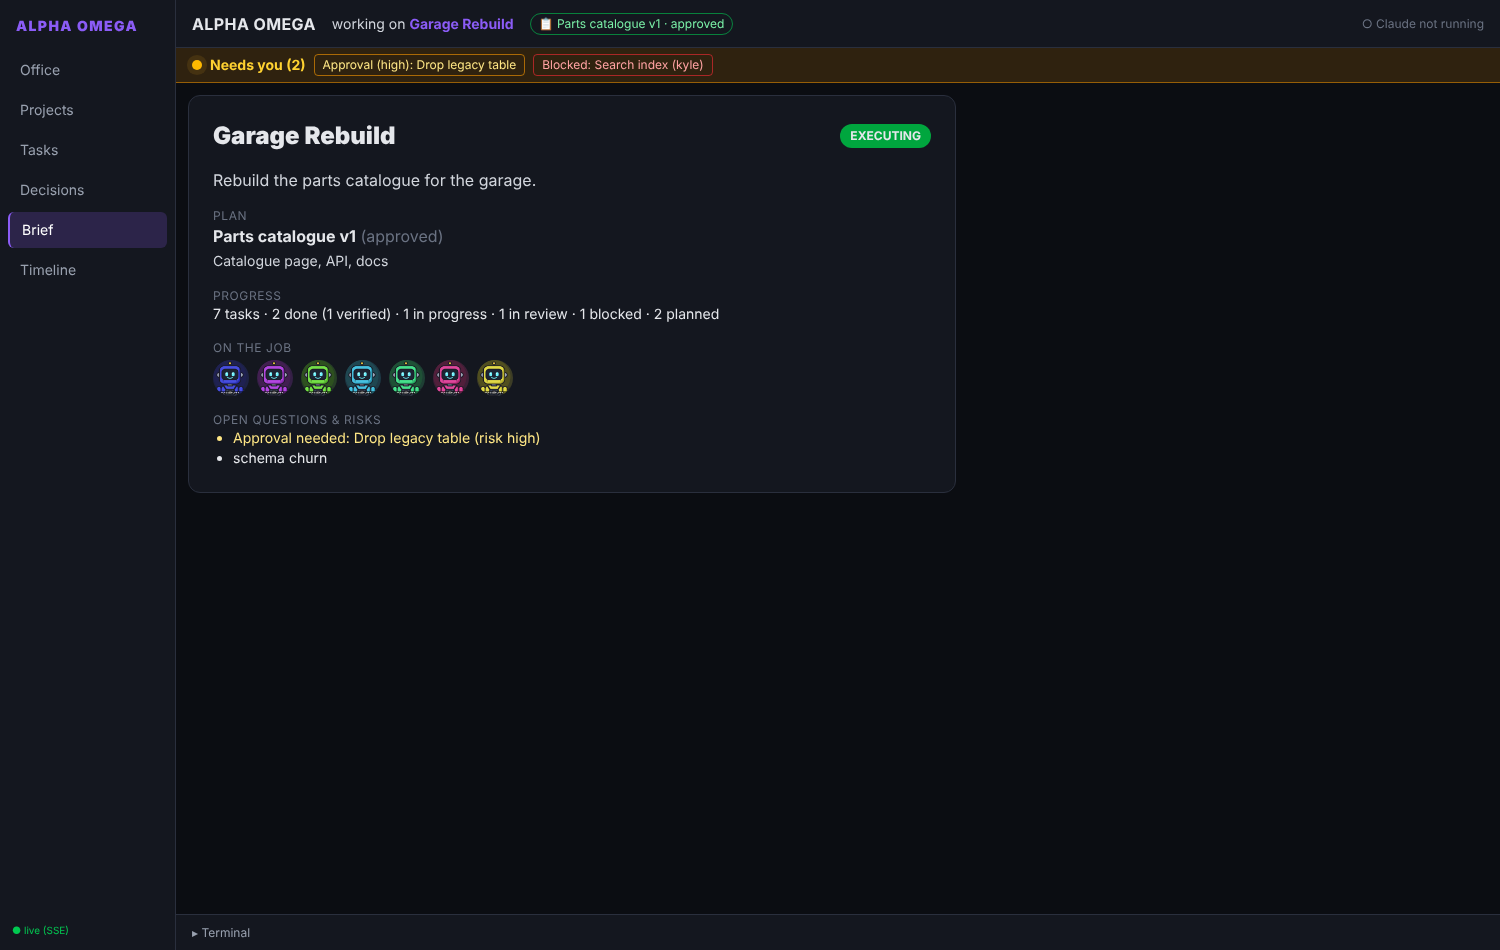 ALPHA OMEGA
Office
Projects
Tasks
Decisions
Brief
Timeline
live (SSE)
ALPHA OMEGA working on Garage Rebuild 📋 Parts catalogue v1 · approved
○ Claude not running
Needs you (2) Approval (high): Drop legacy table Blocked: Search index (kyle)
Garage Rebuild EXECUTING
Rebuild the parts catalogue for the garage.
PLAN
Parts catalogue v1 (approved)
Catalogue page, API, docs
PROGRESS
7 tasks · 2 done (1 verified) · 1 in progress · 1 in review · 1 blocked · 2 planned
ON THE JOB
OPEN QUESTIONS & RISKS
• Approval needed: Drop legacy table (risk high)
• schema churn
▸ Terminal